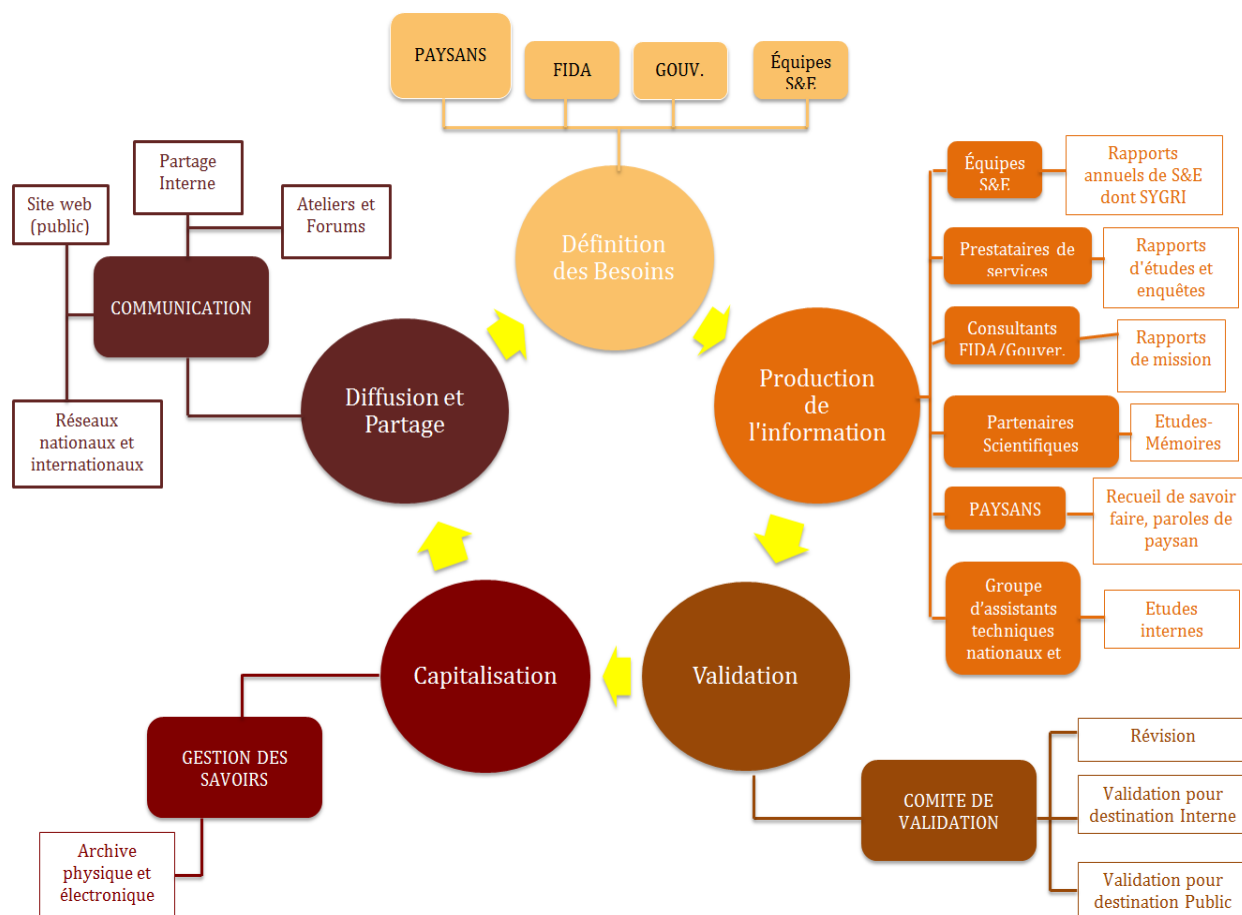 PAYSANS
FIDA
GOUV.
Équipes
S&E
Définition
des Besoins
Production
de
l'information
Équipes
S&E
Rapports
annuels de S&E
dont SYGRI
Prestataires de
services
Rapports
d'études et
enquêtes
Consultants
FIDA/Gouver.
Rapports
de mission
Partenaires
Scientifiques
Etudes-
Mémoires
PAYSANS
Recueil de savoir
faire, paroles de
paysan
Groupe
d'assistants
techniques
nationaux et
Etudes
internes
Validation
COMITE DE
VALIDATION
Révision
Validation pour
destination Interne
Validation pour
destination Public
Capitalisation
GESTION DES
SAVOIRS
Archive
physique et
électronique
Diffusion et
Partage
COMMUNICATION
Site web
(public)
Partage
Interne
Ateliers et
Forums
Réseaux
nationaux et
internationaux